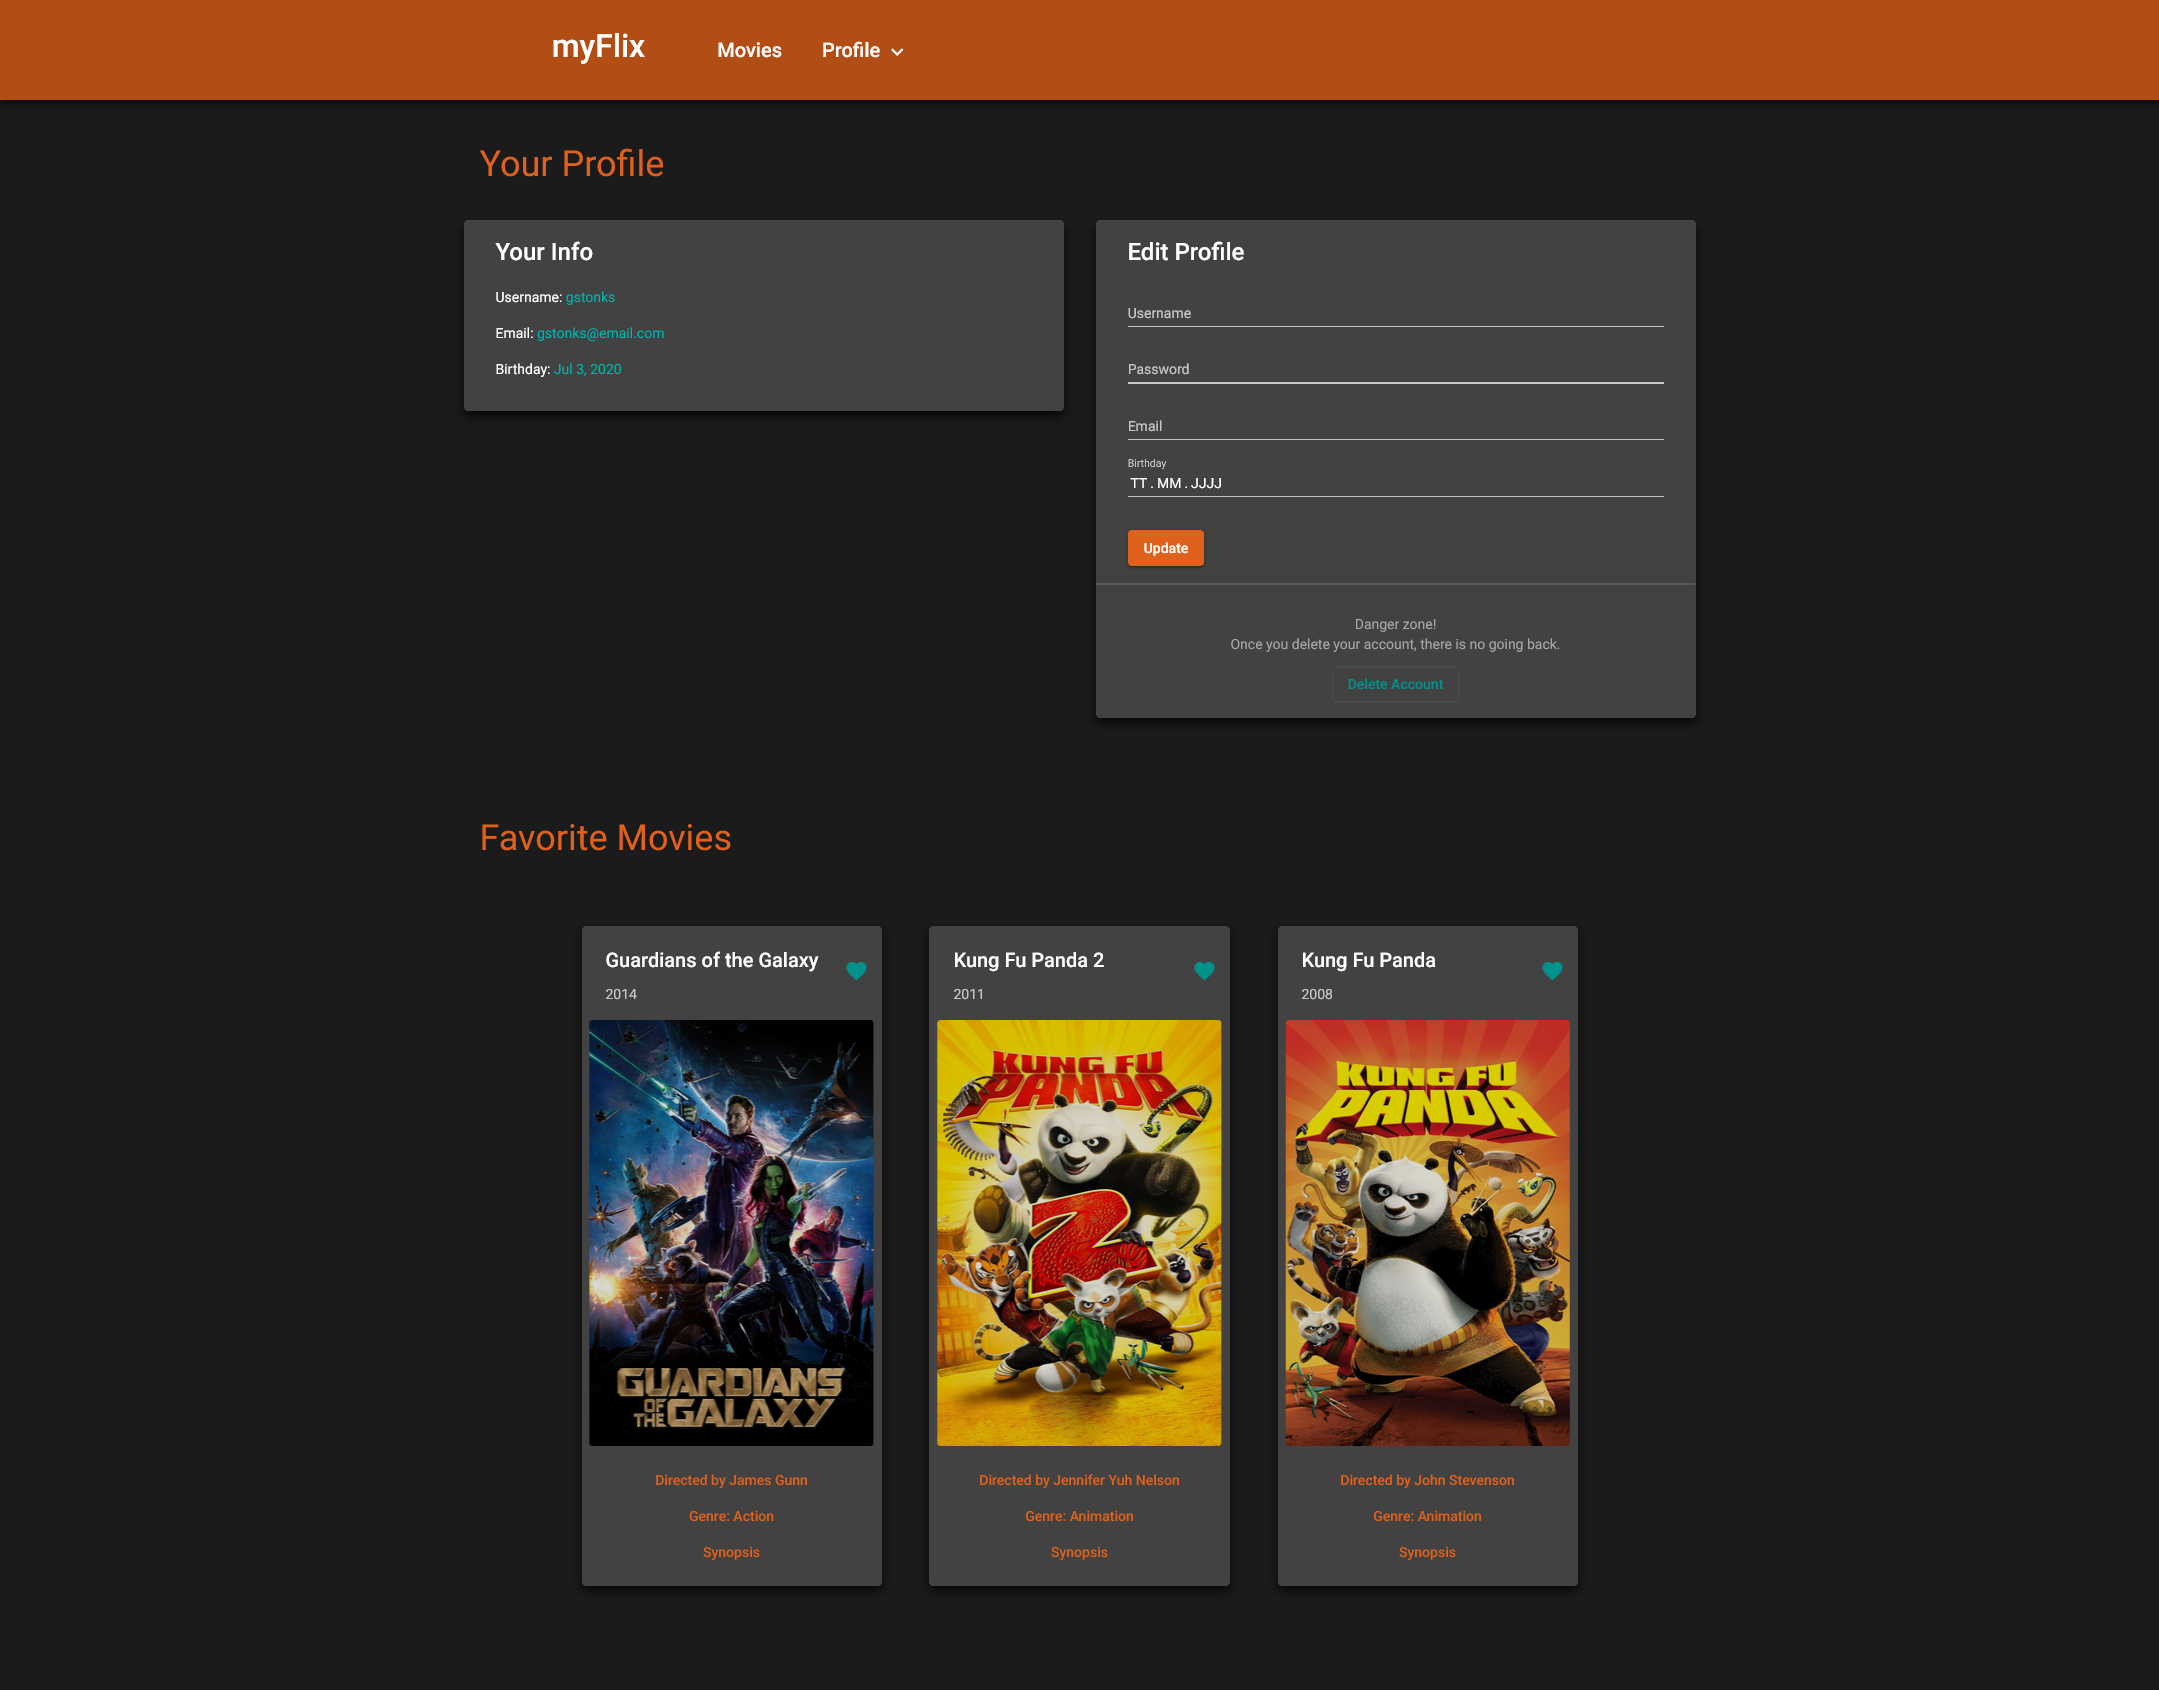 myFlix
Movies
Profile
Your Profile
Your Info
Username: gstonks
Email: gstonks@email.com
Birthday: Jul 3, 2020
Edit Profile
Username
Password
Email
Birthday
TT . MM . JJJJ
Update
Danger zone!
Once you delete your account, there is no going back.
Delete Account
Favorite Movies
Guardians of the Galaxy
2014
GUARDIANS
OF THE GALAXY
Directed by James Gunn
Genre: Action
Synopsis
Kung Fu Panda 2
2011
KUNG FU
PANDA
2
Directed by Jennifer Yuh Nelson
Genre: Animation
Synopsis
Kung Fu Panda
2008
KUNG FU
PANDA
Directed by John Stevenson
Genre: Animation
Synopsis